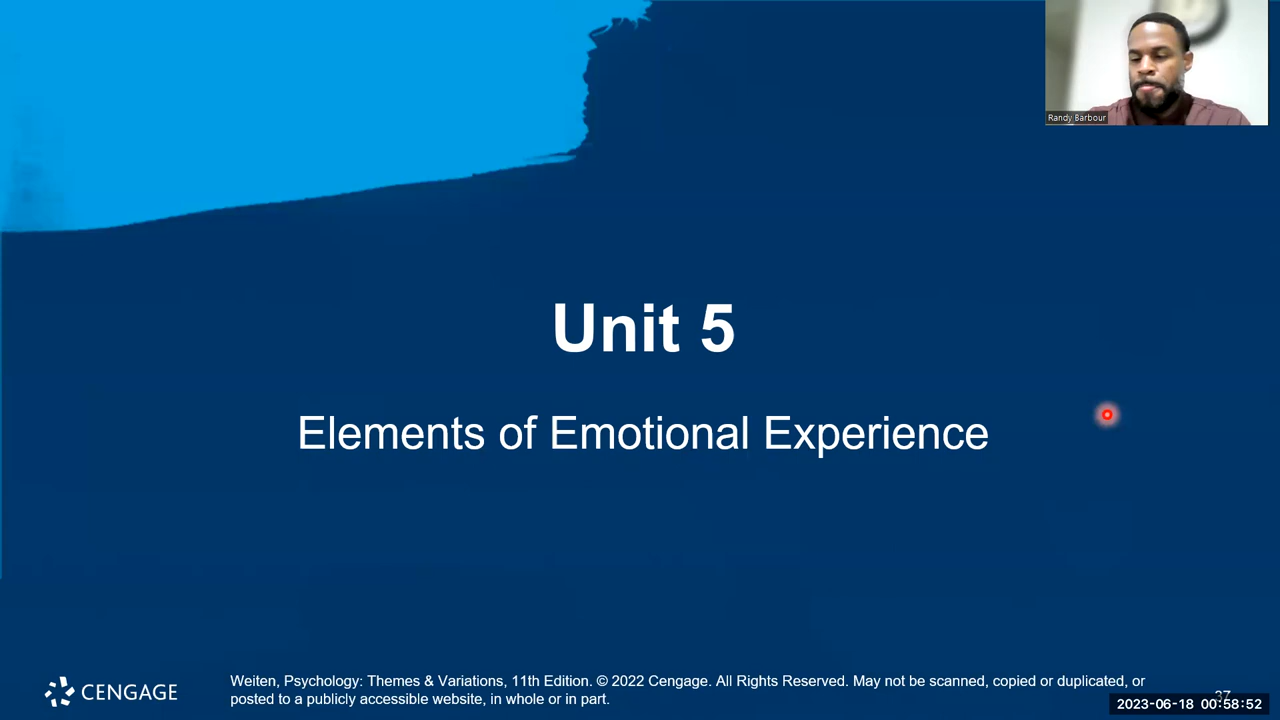 Randy Barbour
Unit 5
Elements of Emotional Experience
CENGAGE
Weiten, Psychology: Themes & Variations, 11th Edition. © 2022 Cengage. All Rights Reserved. May not be scanned, copied or duplicated, or
posted to a publicly accessible website, in whole or in part.
37
2023-06-18 00:58:52